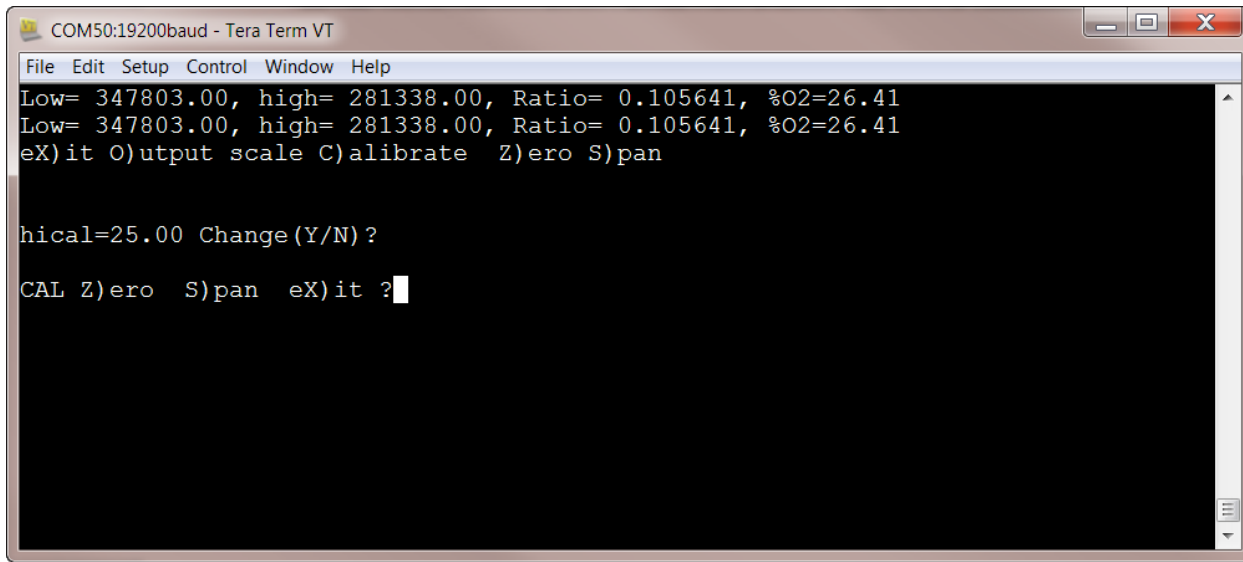 COM50:19200baud - Tera Term VT
File Edit Setup Control Window Help
Low= 347803.00, high= 281338.00, Ratio= 0.105641, %O2=26.41
Low= 347803.00, high= 281338.00, Ratio= 0.105641, %O2=26.41
eX)it O)utput scale C)alibrate  Z)ero S)pan
hical=25.00 Change(Y/N)?
CAL Z)ero  S)pan  eX)it ?